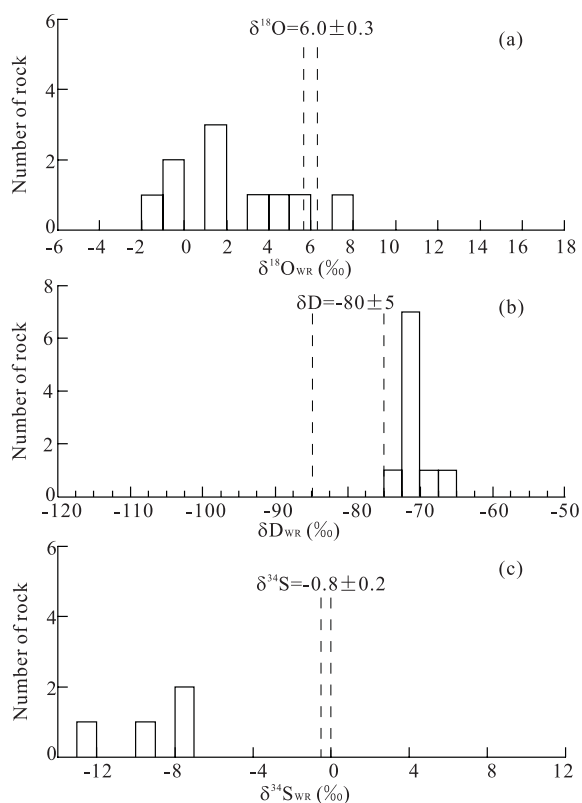 6
4
2
0
Number of rock
δ¹⁸O=6.0±0.3
(a)
-6 -4 -2 0 2 4 6 8 10 12 14 16 18
δ¹⁸OWR (‰)
8
6
4
2
0
Number of rock
δD=-80±5
(b)
-120 -110 -100 -90 -80 -70 -60 -50
δDWR (‰)
6
4
2
0
Number of rock
δ³⁴S=-0.8±0.2
(c)
-12 -8 -4 0 4 8 12
δ³⁴SWR (‰)